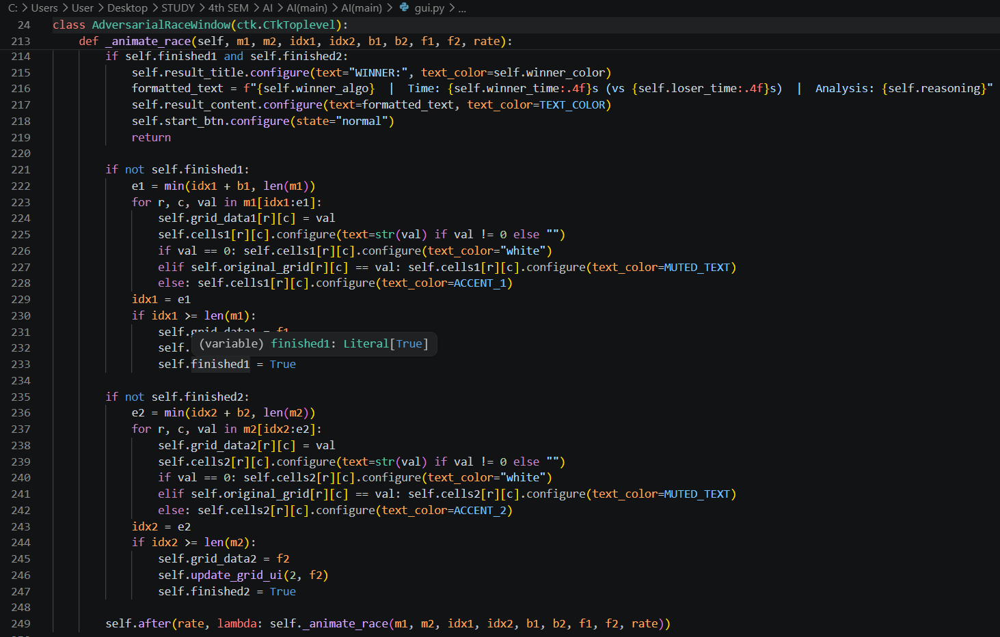 C: > Users > User > Desktop > STUDY > 4th SEM > AI > AI(main) > AI(main) > gui.py > ...
24 class AdversarialRaceWindow(ctk.CTkToplevel):
213 def _animate_race(self, m1, m2, idx1, idx2, b1, b2, f1, f2, rate):
214 if self.finished1 and self.finished2:
215 self.result_title.configure(text="WINNER:", text_color=self.winner_color)
216 formatted_text = f"{self.winner_algo} | Time: {self.winner_time:.4f}s (vs {self.loser_time:.4f}s) | Analysis: {self.reasoning}"
217 self.result_content.configure(text=formatted_text, text_color=TEXT_COLOR)
218 self.start_btn.configure(state="normal")
219 return
220
221 if not self.finished1:
222 e1 = min(idx1 + b1, len(m1))
223 for r, c, val in m1[idx1:e1]:
224 self.grid_data1[r][c] = val
225 self.cells1[r][c].configure(text=str(val) if val != 0 else "")
226 if val == 0: self.cells1[r][c].configure(text_color="white")
227 elif self.original_grid[r][c] == val: self.cells1[r][c].configure(text_color=MUTED_TEXT)
228 else: self.cells1[r][c].configure(text_color=ACCENT_1)
229 idx1 = e1
230 if idx1 >= len(m1):
231 self.grid_data1 = f1
232 self.
(variable) finished1: Literal[True]
233 self.finished1 = True
234
235 if not self.finished2:
236 e2 = min(idx2 + b2, len(m2))
237 for r, c, val in m2[idx2:e2]:
238 self.grid_data2[r][c] = val
239 self.cells2[r][c].configure(text=str(val) if val != 0 else "")
240 if val == 0: self.cells2[r][c].configure(text_color="white")
241 elif self.original_grid[r][c] == val: self.cells2[r][c].configure(text_color=MUTED_TEXT)
242 else: self.cells2[r][c].configure(text_color=ACCENT_2)
243 idx2 = e2
244 if idx2 >= len(m2):
245 self.grid_data2 = f2
246 self.update_grid_ui(2, f2)
247 self.finished2 = True
248
249 self.after(rate, lambda: self._animate_race(m1, m2, idx1, idx2, b1, b2, f1, f2, rate))